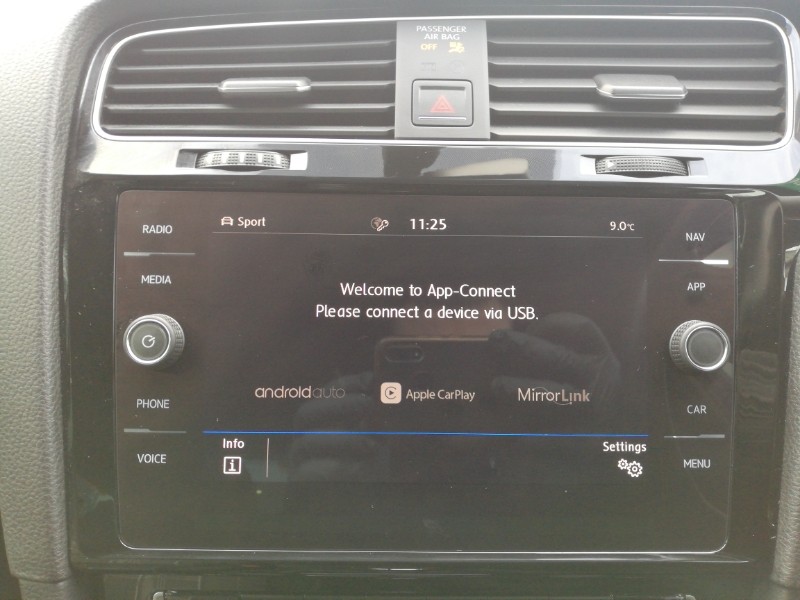 PASSENGER
AIR BAG
OFF
RADIO
Sport
11:25
9.0°C
NAV
MEDIA
APP
Welcome to App-Connect
Please connect a device via USB.
androidauto
Apple CarPlay
MirrorLink
PHONE
CAR
Info
Settings
VOICE
MENU